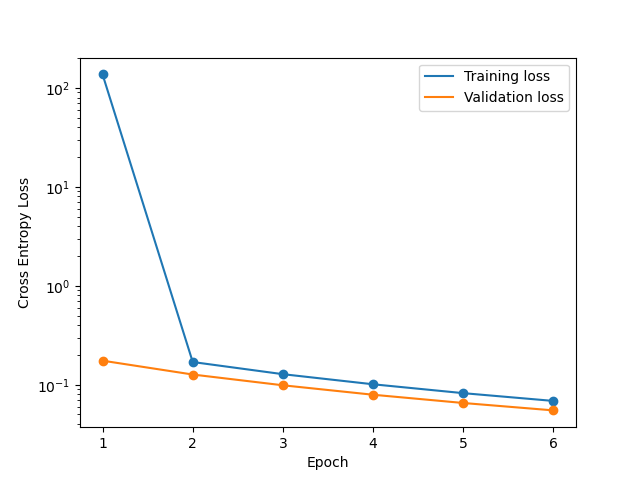 Training loss
Validation loss
10²
10¹
10⁰
10⁻¹
Cross Entropy Loss
1 2 3 4 5 6
Epoch